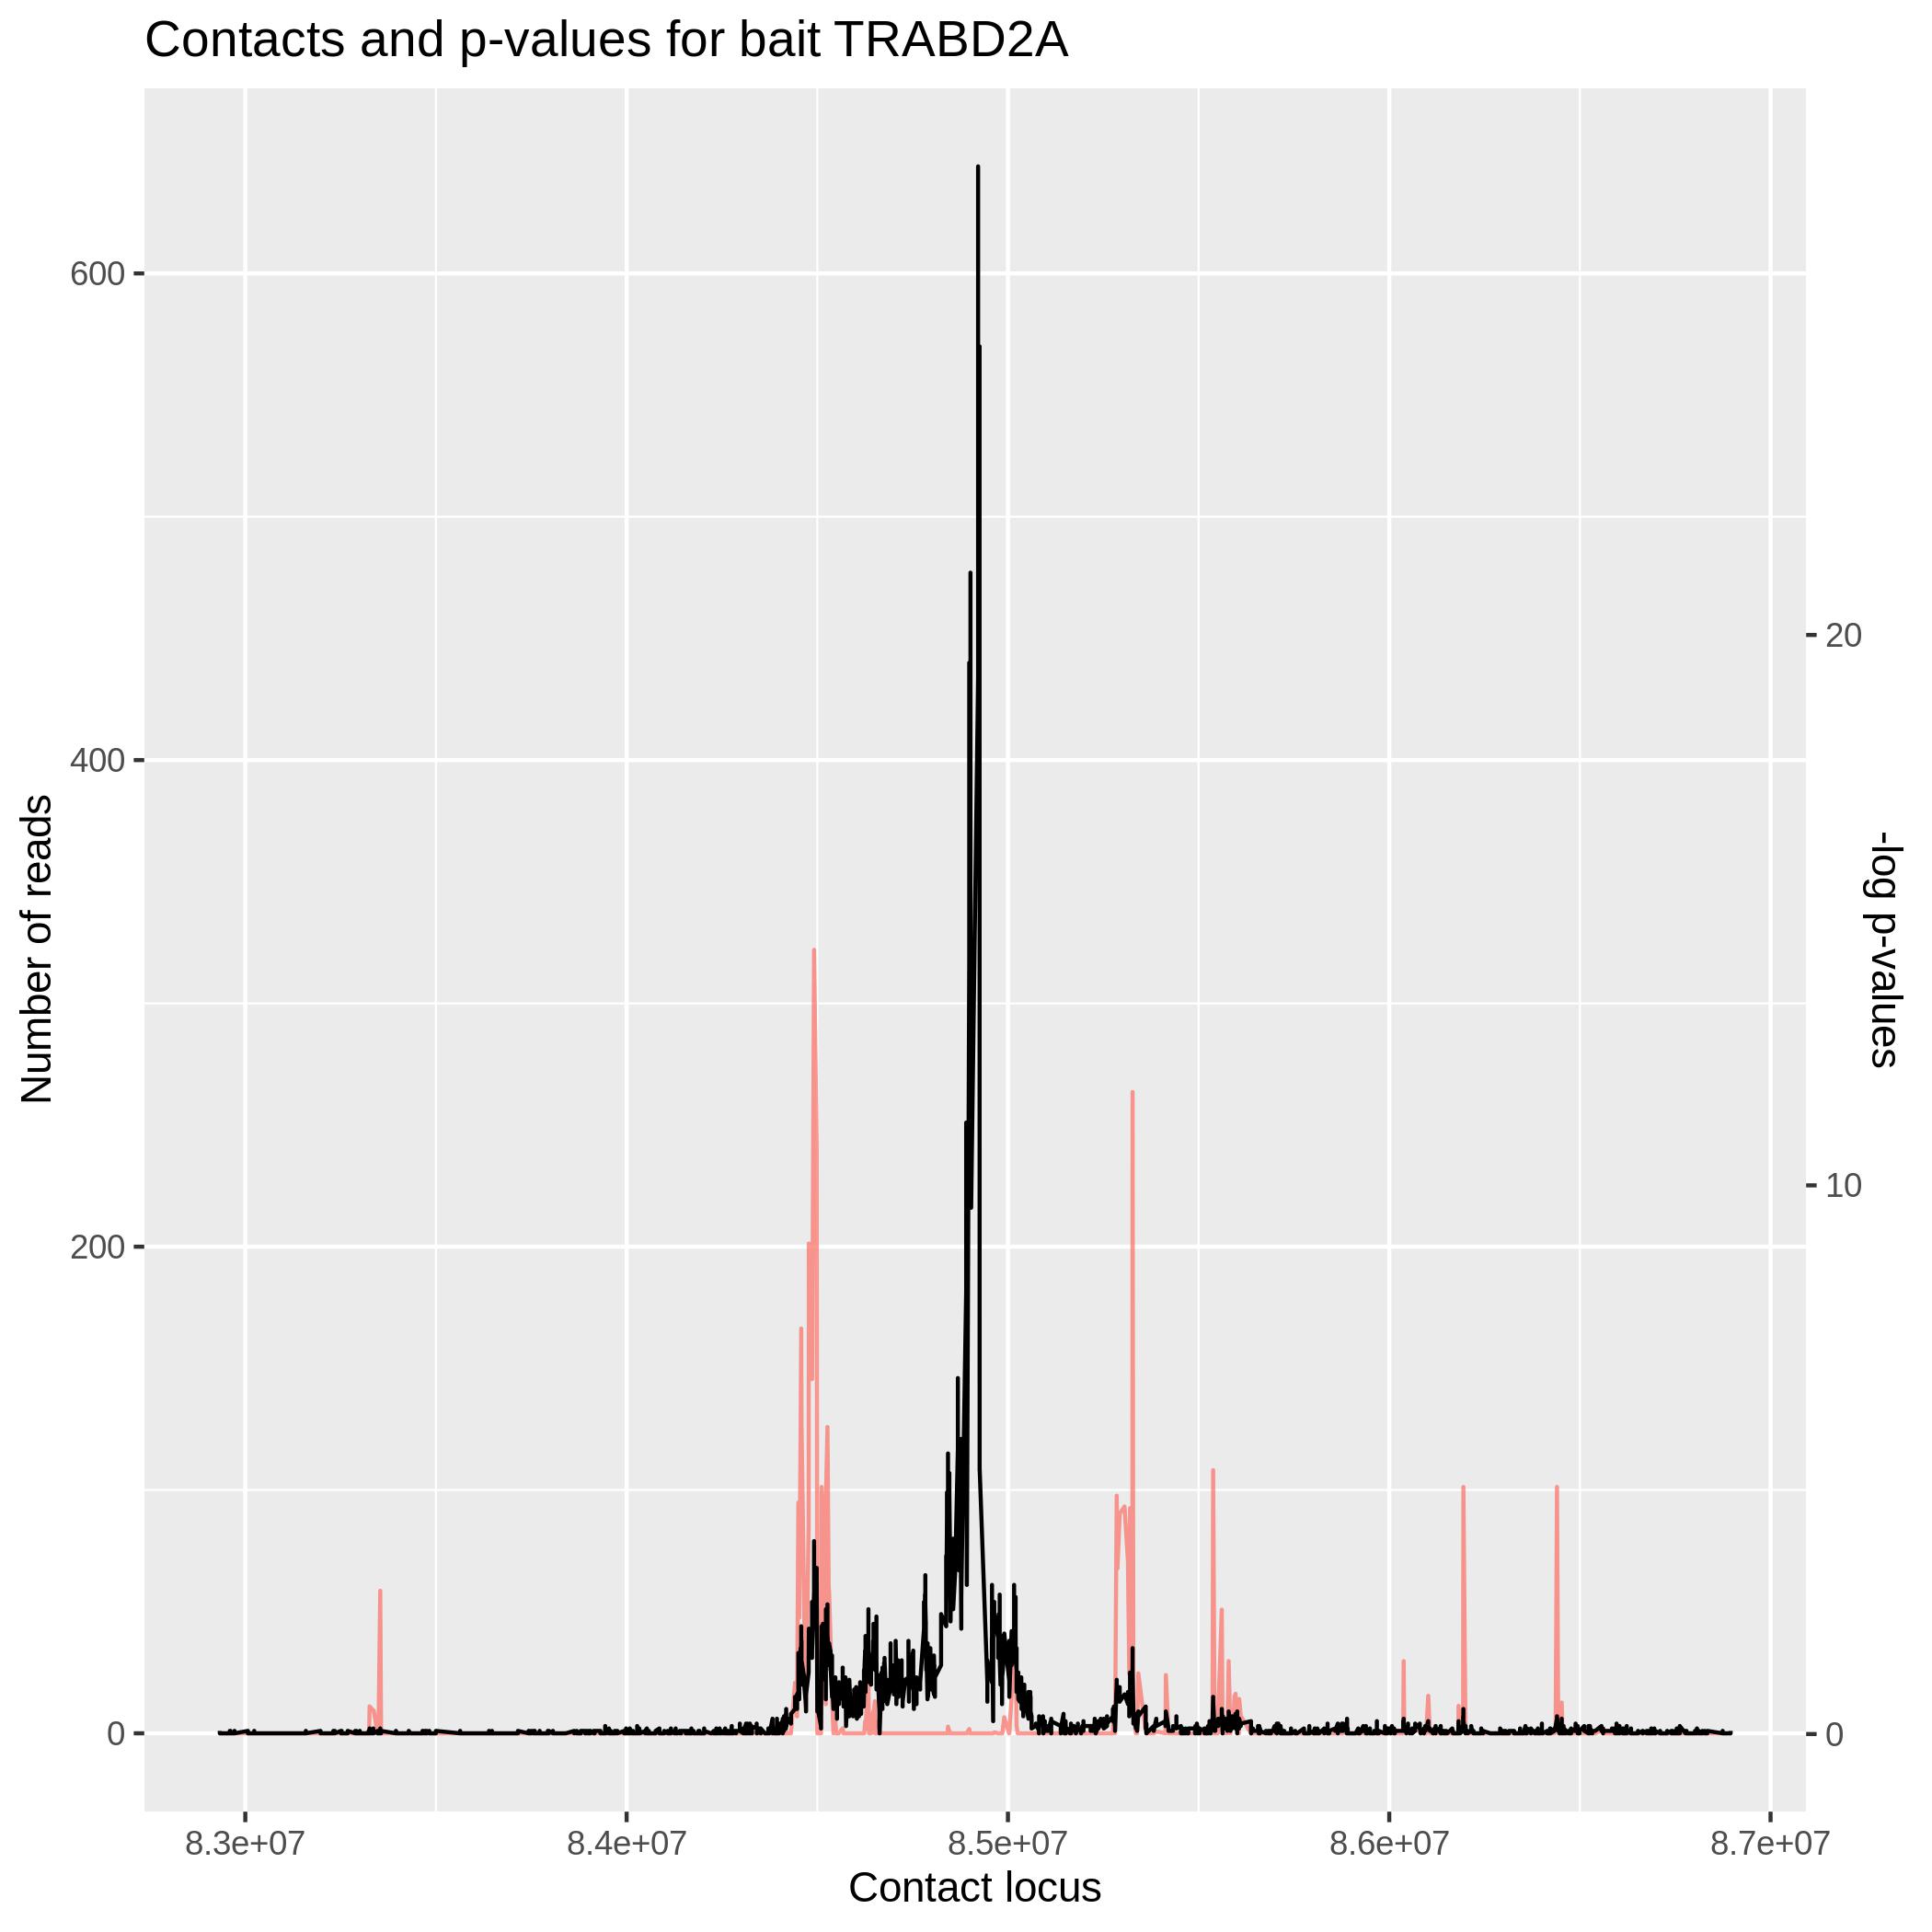 Contacts and p-values for bait TRABD2A
600
400
200
0
20
10
0
Number of reads
-log p-values
8.3e+07 8.4e+07 8.5e+07 8.6e+07 8.7e+07
Contact locus